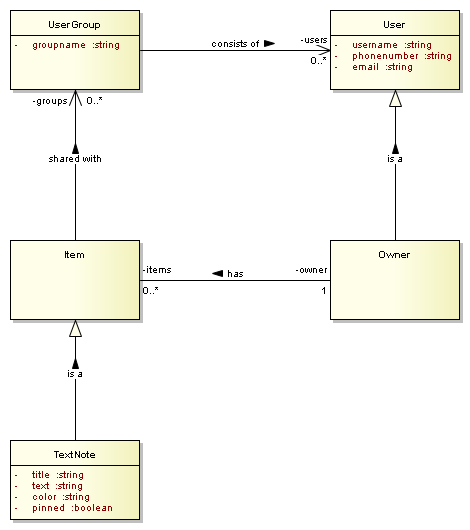 UserGroup
- groupname :string
consists of
-users
0..*
User
- username :string
- phonenumber :string
- email :string
-groups
0..*
shared with
is a
Item
-items
0..*
has
-owner
1
Owner
is a
TextNote
- title :string
- text :string
- color :string
- pinned :boolean